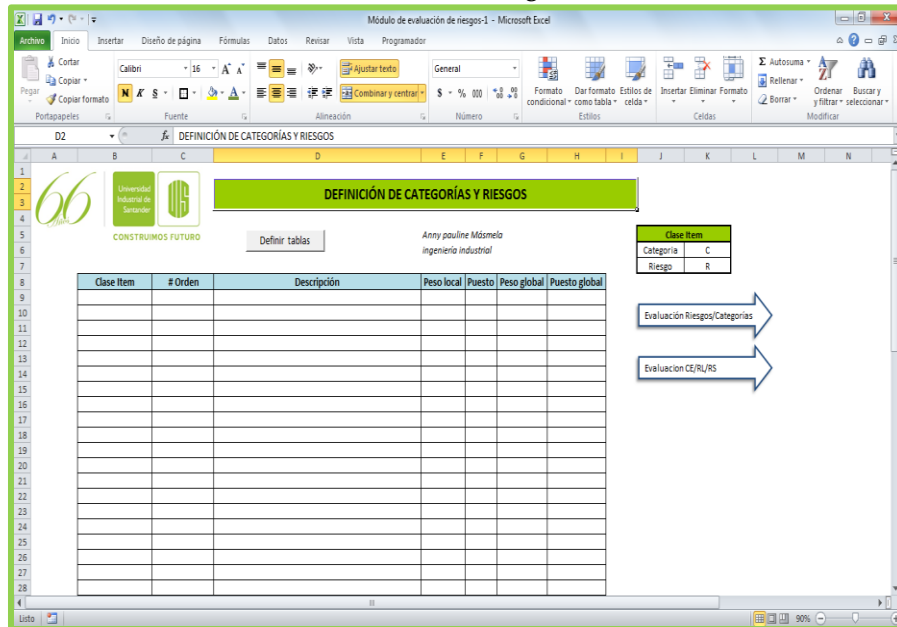 Módulo de evaluación de riesgos-1 - Microsoft Excel
Archivo Inicio Insertar Diseño de página Fórmulas Datos Revisar Vista Programador
Pegar
Cortar
Copiar
Copiar formato
Portapapeles
Calibri 16
N K S
Fuente
Ajustar texto
Combinar y centrar
Alineación
General
$ % 000
Número
Formato condicional
Dar formato como tabla
Estilos de celda
Estilos
Insertar Eliminar Formato
Celdas
Σ Autosuma
Rellenar
Borrar
Ordenar y filtrar
Buscar y seleccionar
Modificar
D2 fx DEFINICIÓN DE CATEGORÍAS Y RIESGOS
A B C D E F G H I J K L M N
1
2
3
4
5
6
7
8
9
10
11
12
13
14
15
16
17
18
19
20
21
22
23
24
25
26
27
28
66
Universidad
Industrial de
Santander
UIS
CONSTRUIMOS FUTURO
DEFINICIÓN DE CATEGORÍAS Y RIESGOS
Definir tablas
Anny pauline Másmela
ingeniería industrial
Clase Item
Categoria C
Riesgo R
Clase Item # Orden Descripción Peso local Puesto Peso global Puesto global
Evaluación Riesgos/Categorías
Evaluacion CE/RL/RS
Listo 90%